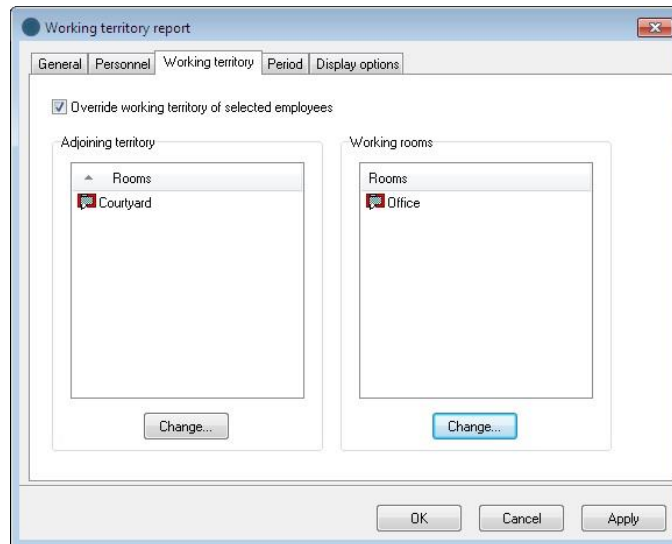 Working territory report
General Personnel Working territory Period Display options
Override working territory of selected employees
Adjoining territory
Rooms
Courtyard
Change...
Working rooms
Rooms
Office
Change...
OK Cancel Apply